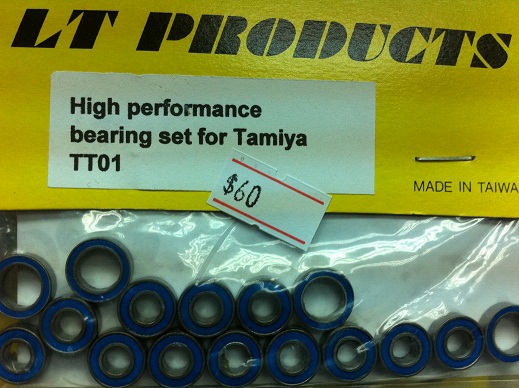 LT PRODUCTS
High performance
bearing set for Tamiya
TT01
$60
MADE IN TAIWA